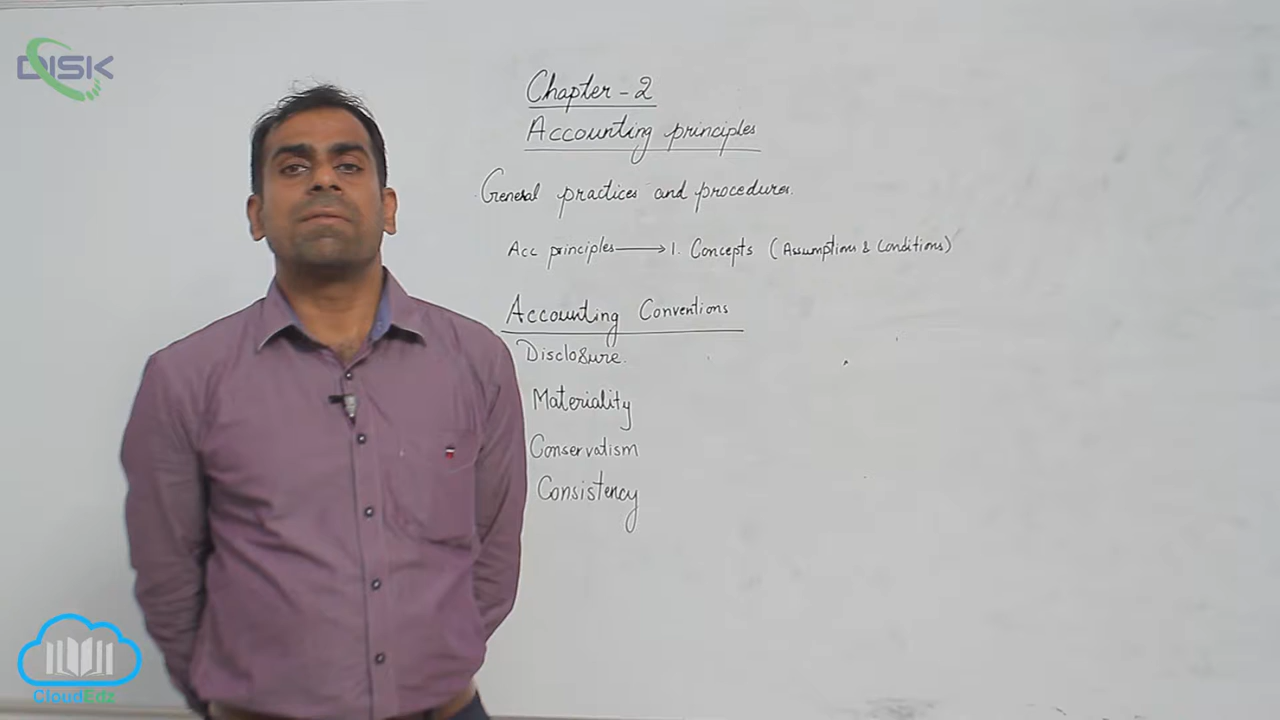 DISK
Chapter - 2
Accounting principles
General practices and procedures.
Acc principles → 1. Concepts (Assumptions & Conditions)
Accounting Conventions
Disclosure.
Materiality
Conservatism
Consistency
CloudEdz